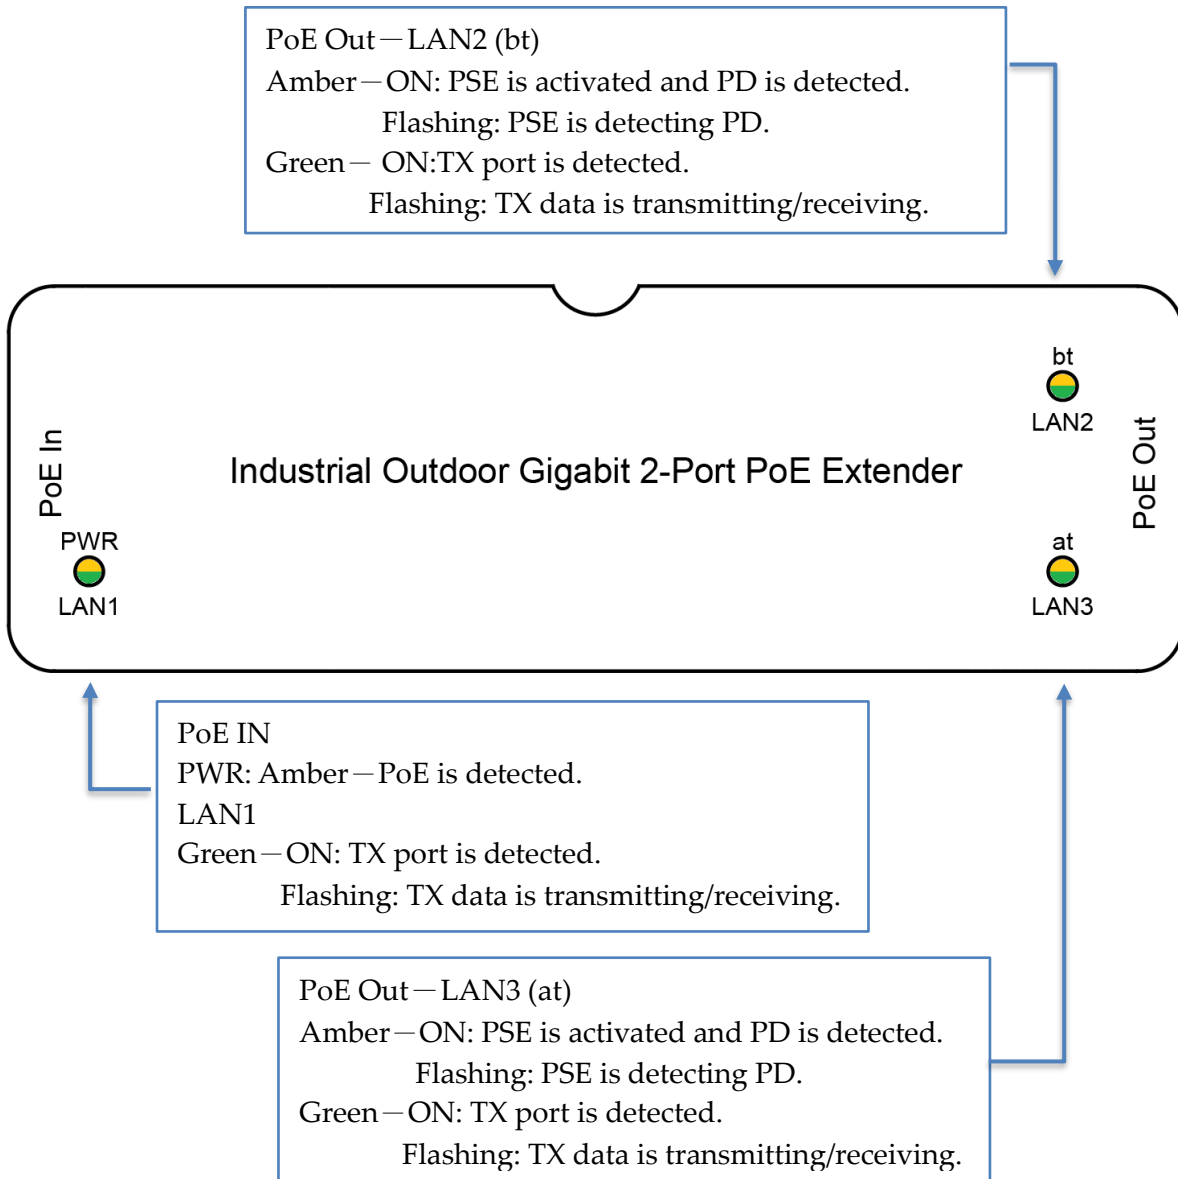 PoE Out—LAN2 (bt)
Amber—ON: PSE is activated and PD is detected.
Flashing: PSE is detecting PD.
Green— ON:TX port is detected.
Flashing: TX data is transmitting/receiving.
bt
LAN2
PoE In
Industrial Outdoor Gigabit 2-Port PoE Extender
PoE Out
PWR
LAN1
at
LAN3
PoE IN
PWR: Amber—PoE is detected.
LAN1
Green—ON: TX port is detected.
Flashing: TX data is transmitting/receiving.
PoE Out—LAN3 (at)
Amber—ON: PSE is activated and PD is detected.
Flashing: PSE is detecting PD.
Green—ON: TX port is detected.
Flashing: TX data is transmitting/receiving.